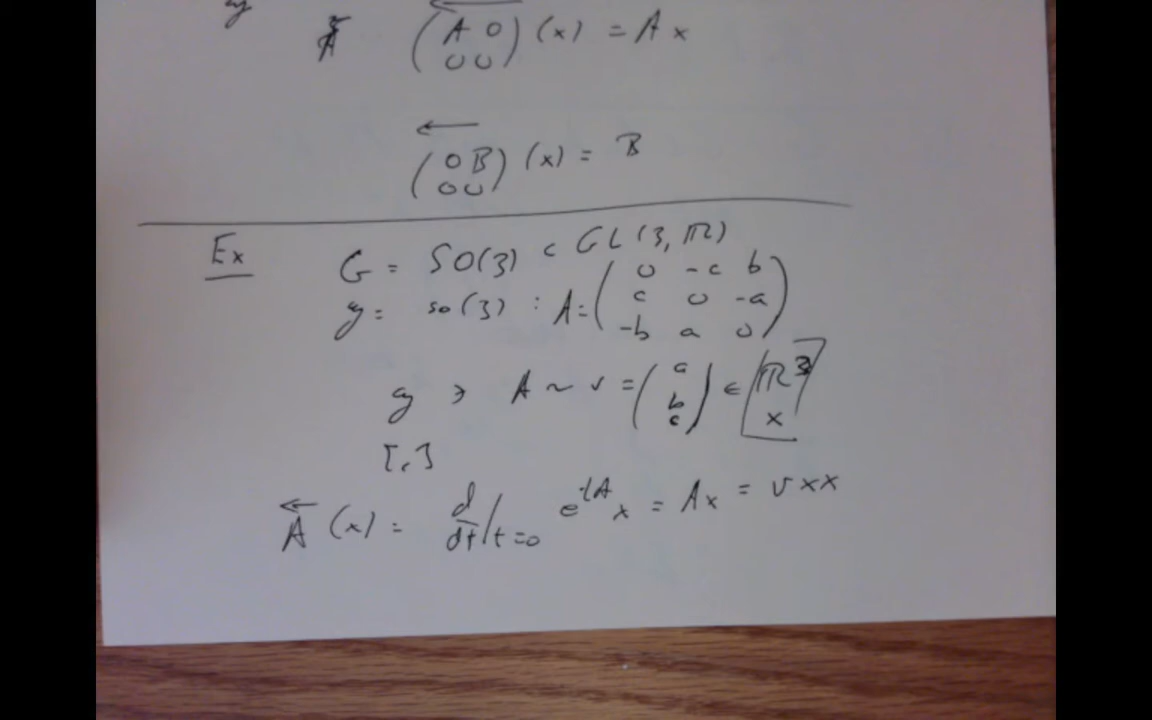 (A 0) (x) = A x
0 0
←
(0 B) (x) = B
0 0
Ex G = SO(3) ⊂ GL(3, ℝ)
𝔤 = so(3) : A = (0 -c b
c 0 -a
-b a 0)
𝔤 ∋ A ~ v = (a
b
c) ∈ ℝ³
x
[,]
←
A (x) = d/dt|t=0 e^tA x = Ax = v × x